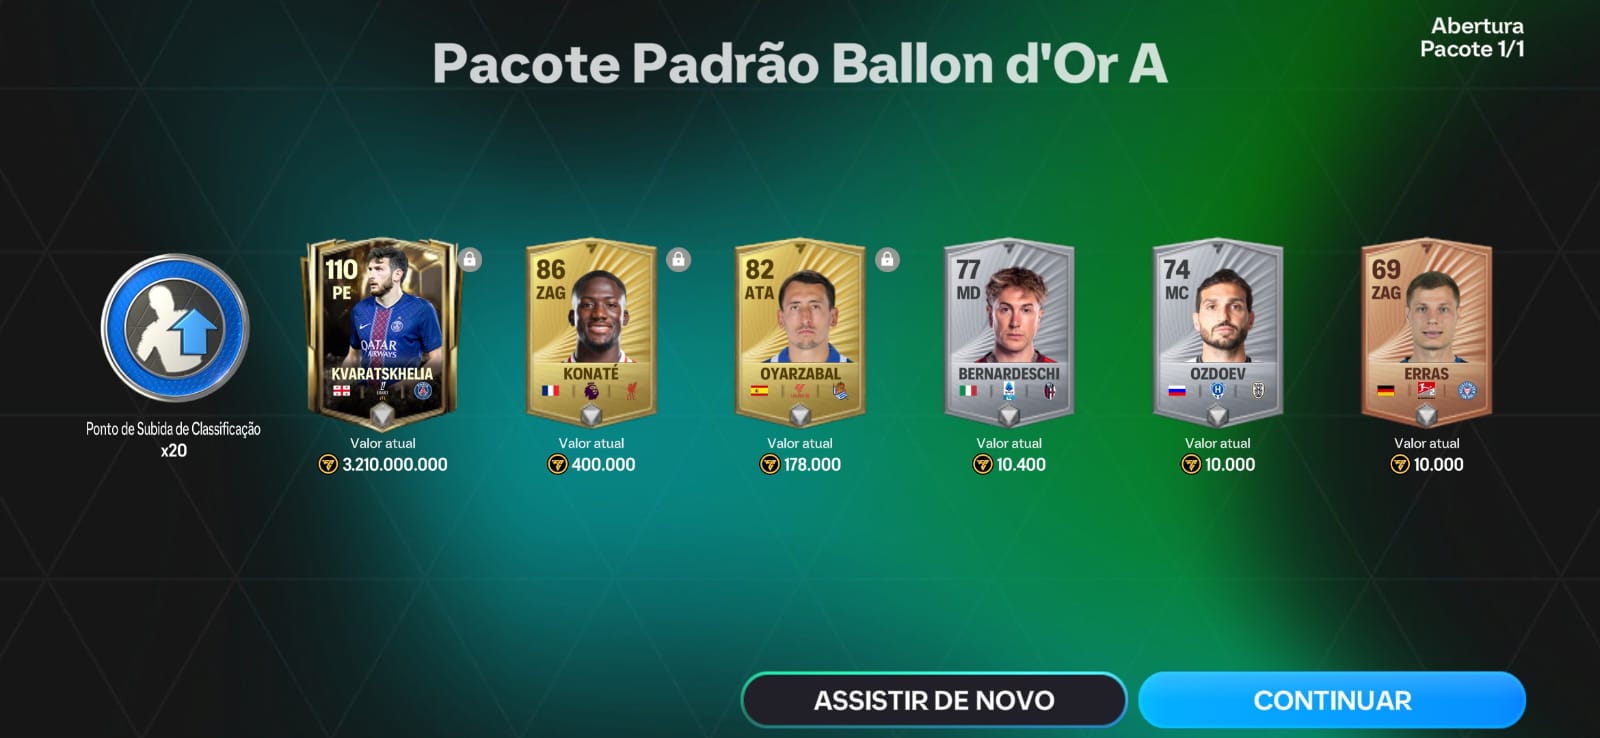 Abertura
Pacote 1/1
Pacote Padrão Ballon d'Or A
Ponto de Subida de Classificação
x20
110
PE
QATAR
AIRWAYS
KVARATSKHELIA
Valor atual
3.210.000.000
86
ZAG
KONATÉ
Valor atual
400.000
82
ATA
OYARZABAL
Valor atual
178.000
77
MD
BERNARDESCHI
Valor atual
10.400
74
MC
OZDOEV
Valor atual
10.000
69
ZAG
ERRAS
Valor atual
10.000
ASSISTIR DE NOVO
CONTINUAR